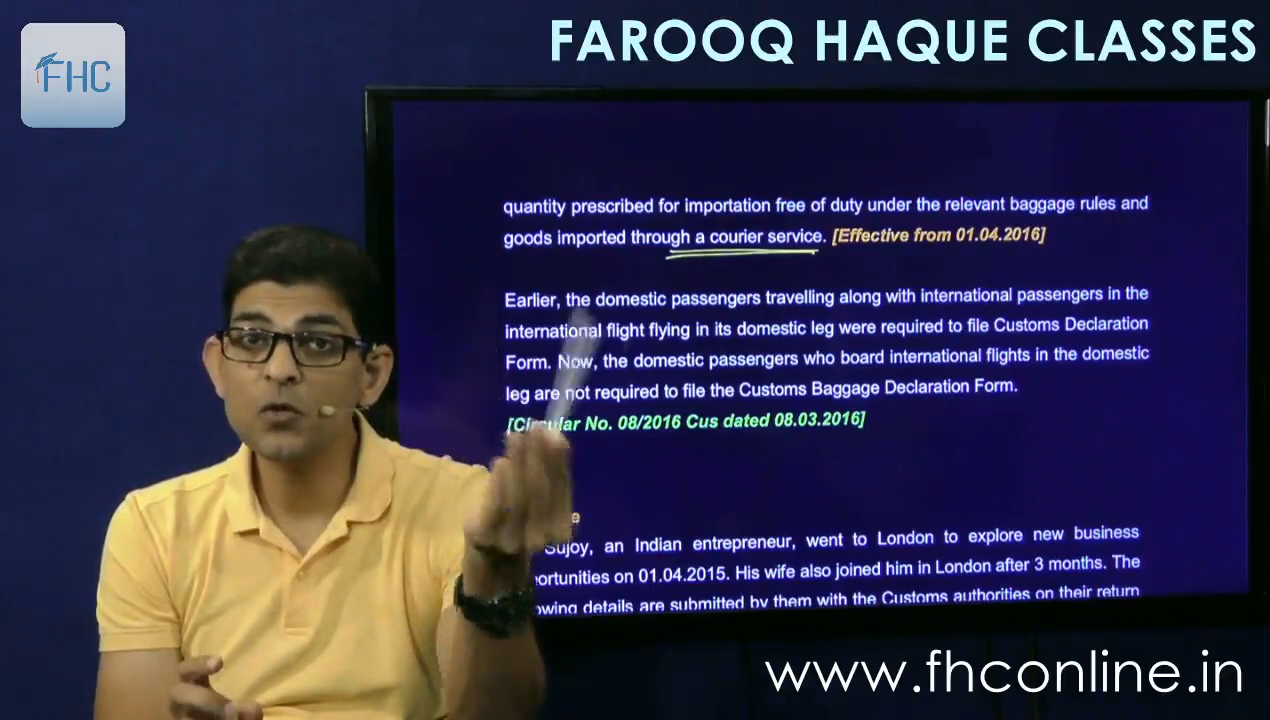 FAROOQ HAQUE CLASSES
FHC
quantity prescribed for importation free of duty under the relevant baggage rules and
goods imported through a courier service. [Effective from 01.04.2016]
Earlier, the domestic passengers travelling along with international passengers in the
international flight flying in its domestic leg were required to file Customs Declaration
Form. Now, the domestic passengers who board international flights in the domestic
leg are not required to file the Customs Baggage Declaration Form.
[Circular No. 08/2016 Cus dated 08.03.2016]
Sujoy, an Indian entrepreneur, went to London to explore new business
on 01.04.2015. His wife also joined him in London after 3 months. The
details are submitted by them with the Customs authorities on their return
www.fhconline.in